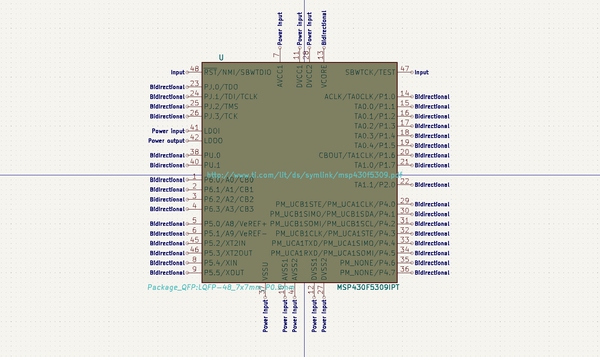 Power Input
Power Input
Power Input
Bidirectional
7
11
28
13
U
AVCC1
DVCC1
DVCC2
VCORE
Input 48 RST/NMI/SBWTDIO
SBWTCK/TEST 47 Input
Bidirectional 23 PJ.0/TDO
Bidirectional 24 PJ.1/TDI/TCLK
ACLK/TA0CLK/P1.0 14 Bidirectional
Bidirectional 25 PJ.2/TMS
TA0.0/P1.1 15 Bidirectional
Bidirectional 26 PJ.3/TCK
TA0.1/P1.2 16 Bidirectional
TA0.2/P1.3 17 Bidirectional
Power input 41 LDOI
TA0.3/P1.4 18 Bidirectional
Power output 42 LDOO
TA0.4/P1.5 19 Bidirectional
Bidirectional 38 PU.0
CBOUT/TA1CLK/P1.6 20 Bidirectional
Bidirectional 40 PU.1
TA1.0/P1.7 21 Bidirectional
http://www.ti.com/lit/ds/symlink/msp430f5309.pdf
Bidirectional 1 P6.0/A0/CB0
TA1.1/P2.0 22 Bidirectional
Bidirectional 2 P6.1/A1/CB1
Bidirectional 3 P6.2/A2/CB2
Bidirectional 4 P6.3/A3/CB3
PM_UCB1STE/PM_UCA1CLK/P4.0 29 Bidirectional
PM_UCB1SIMO/PM_UCB1SDA/P4.1 30 Bidirectional
Bidirectional 5 P5.0/A8/VeREF+
PM_UCB1SOMI/PM_UCB1SCL/P4.2 31 Bidirectional
Bidirectional 6 P5.1/A9/VeREF-
PM_UCB1CLK/PM_UCA1STE/P4.3 32 Bidirectional
Bidirectional 45 P5.2/XT2IN
PM_UCA1TXD/PM_UCA1SIMO/P4.4 33 Bidirectional
Bidirectional 46 P5.3/XT2OUT
PM_UCA1RXD/PM_UCA1SOMI/P4.5 34 Bidirectional
Bidirectional 8 P5.4/XIN
PM_NONE/P4.6 35 Bidirectional
Bidirectional 9 P5.5/XOUT
PM_NONE/P4.7 36 Bidirectional
VSSU
AVSS1
AVSS2
DVSS1
DVSS2
Package_QFP:LQFP-48_7x7mm_P0.5mm
MSP430F5309IPT
37
12
27
Power Input
Power Input
Power Input
Power Input
Power Input